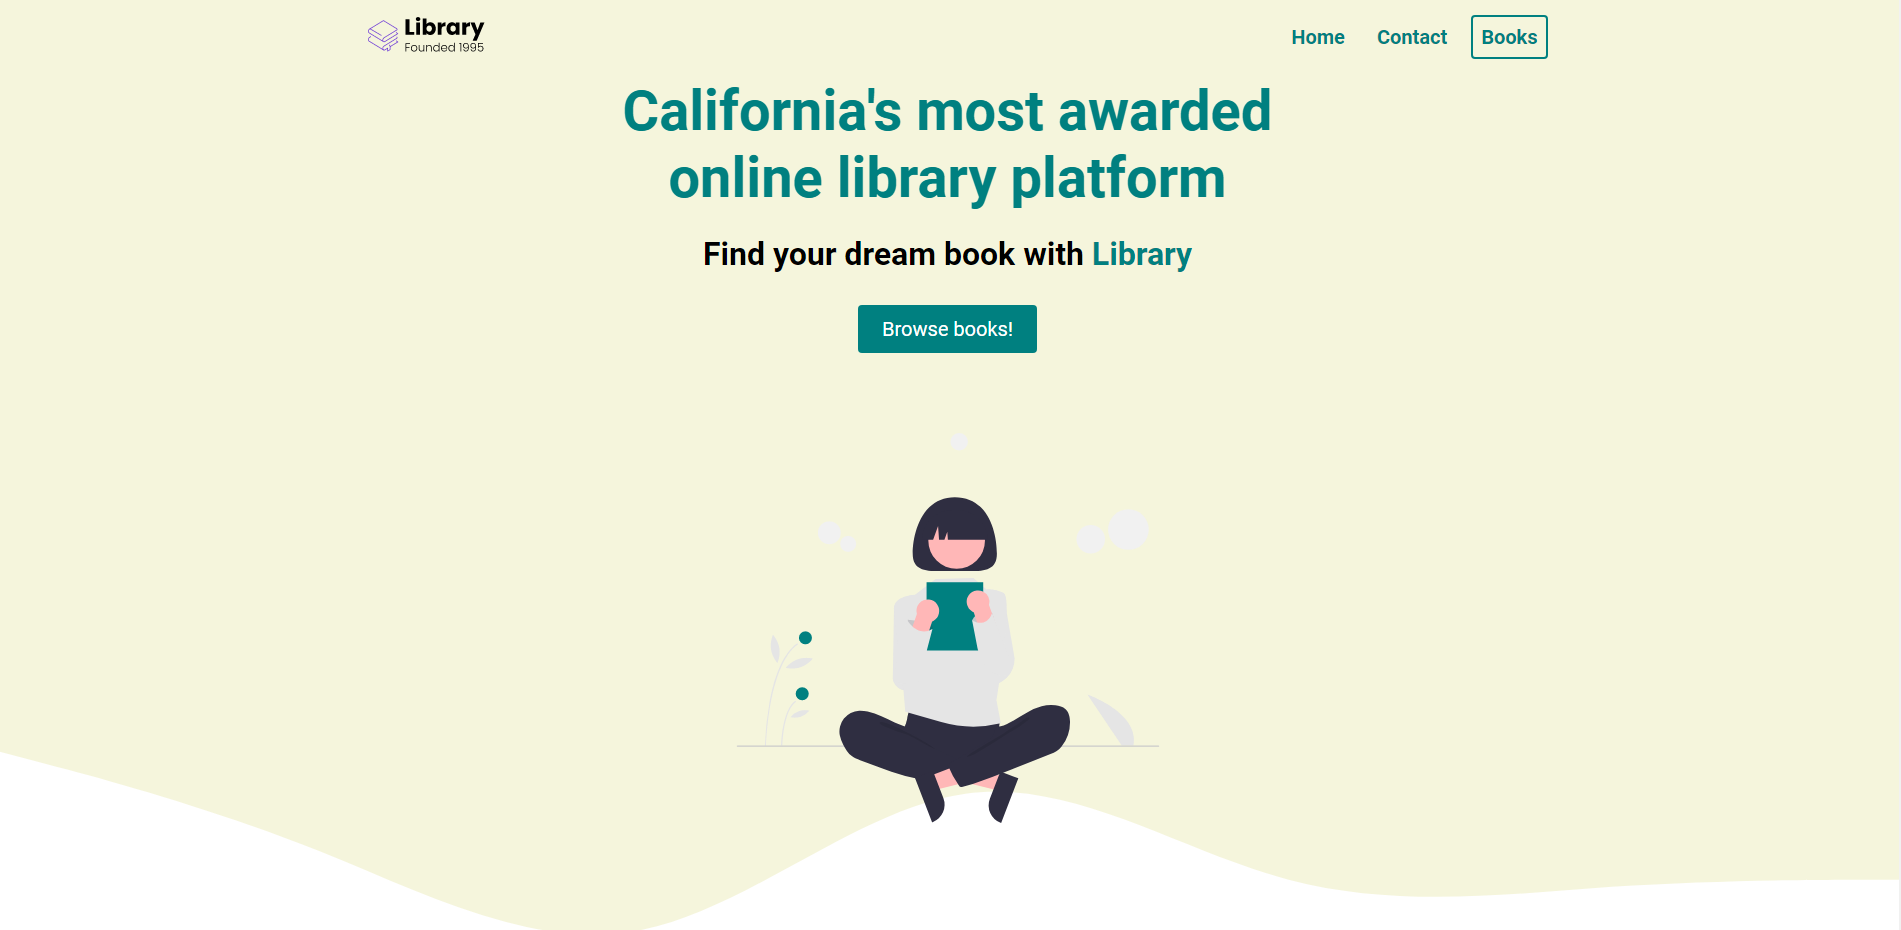 Library
Founded 1995
Home Contact Books
California's most awarded
online library platform
Find your dream book with Library
Browse books!